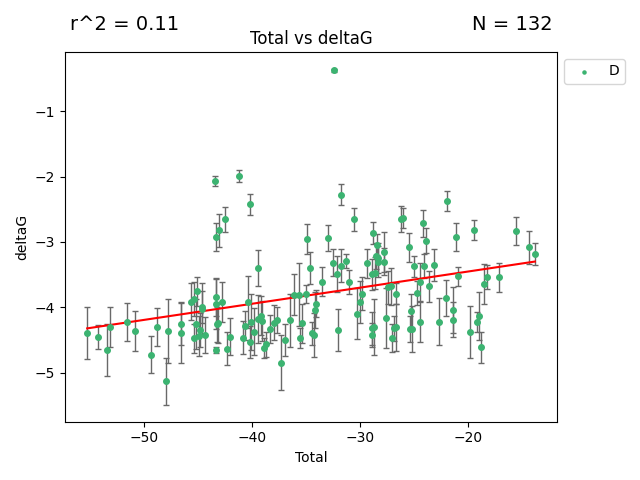 r^2 = 0.11
N = 132
Total vs deltaG
D
−1
−2
−3
−4
−5
deltaG
−50
−40
−30
−20
Total